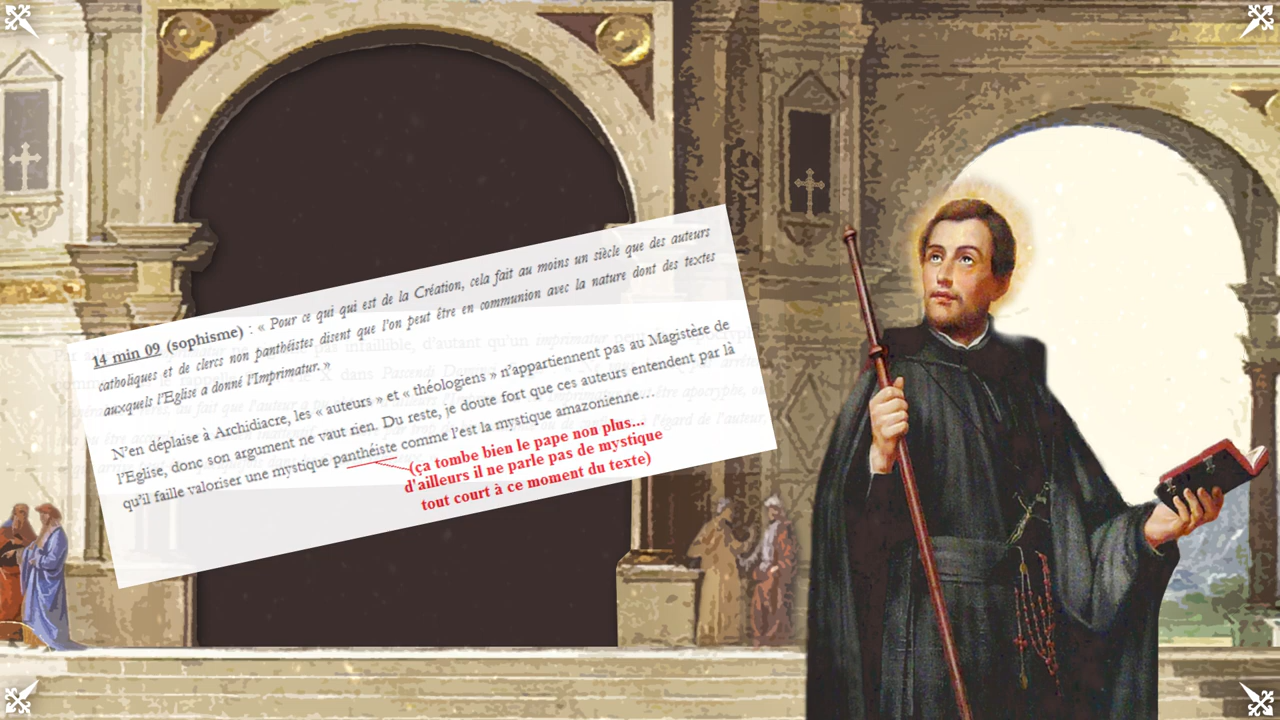 14 min 09 (sophisme) : « Pour ce qui qui est de la Création, cela fait au moins un siècle que des auteurs
catholiques et de clercs non panthéistes disent que l'on peut être en communion avec la nature dont des textes
auxquels l'Eglise a donné l'Imprimatur. »
N'en déplaise à Archidiacre, les « auteurs » et « théologiens » n'appartiennent pas au Magistère de
l'Eglise, donc son argument ne vaut rien. Du reste, je doute fort que ces auteurs entendent par là
qu'il faille valoriser une mystique panthéiste comme l'est la mystique amazonienne…
(ça tombe bien le pape non plus...
d'ailleurs il ne parle pas de mystique
tout court à ce moment du texte)